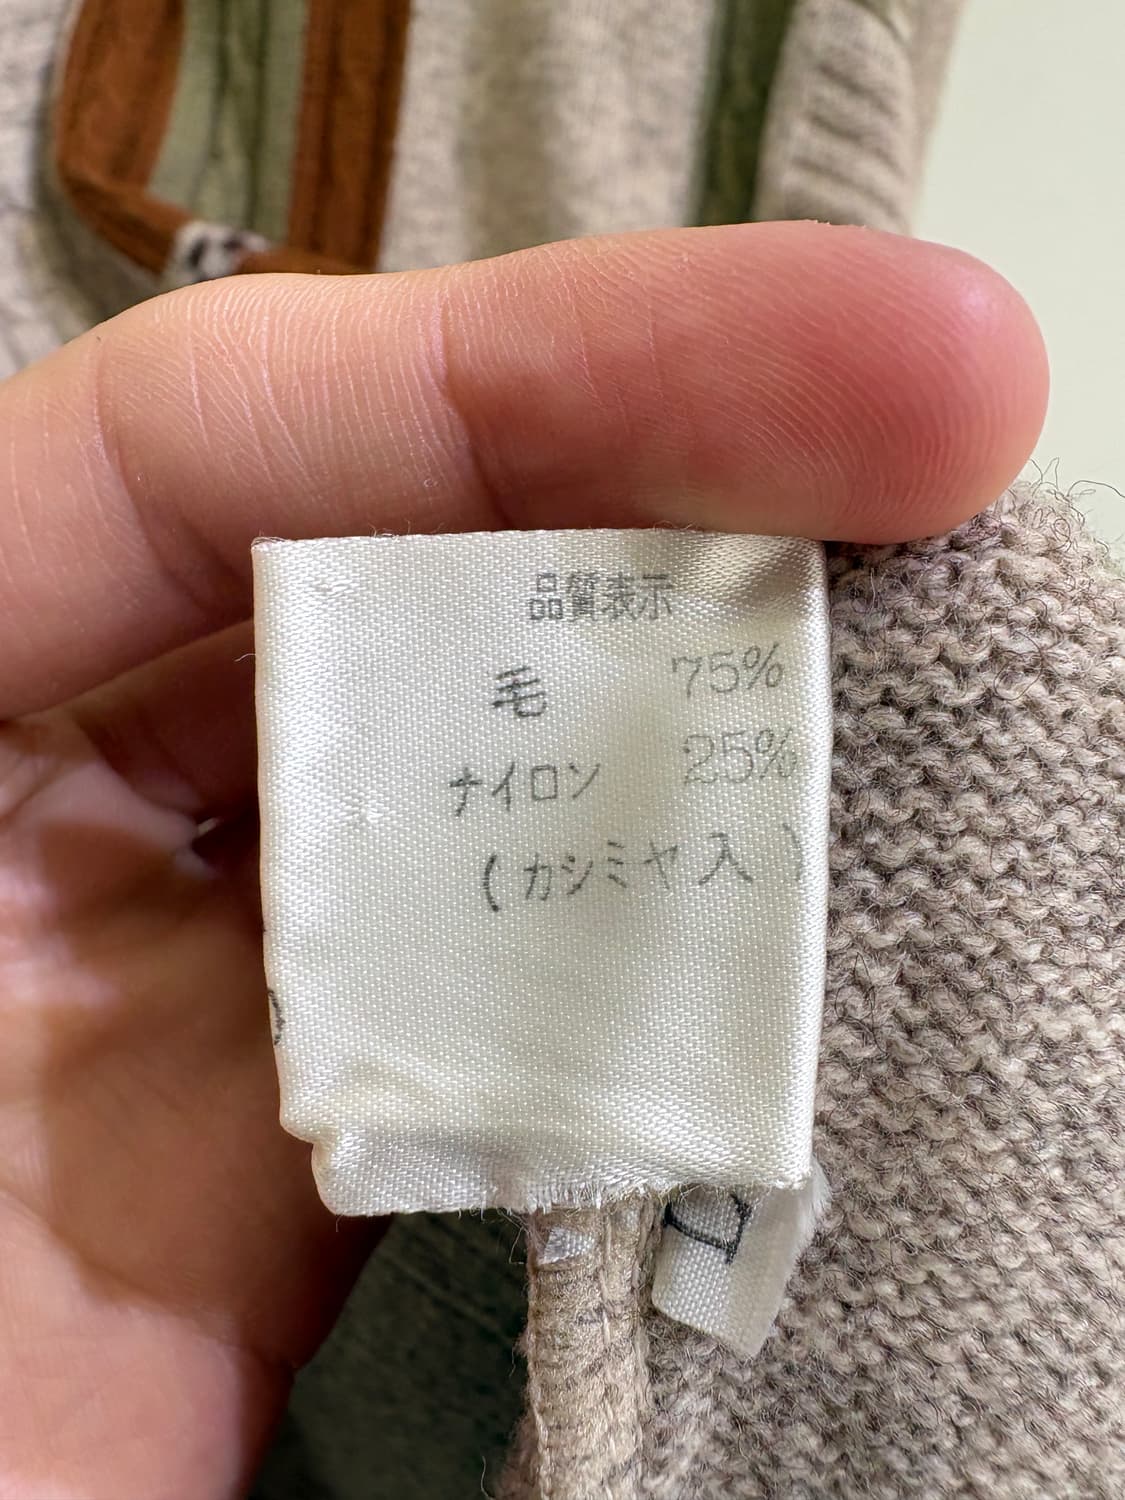 品質表示
毛 75%
ナイロン 25%
(カシミヤ入)